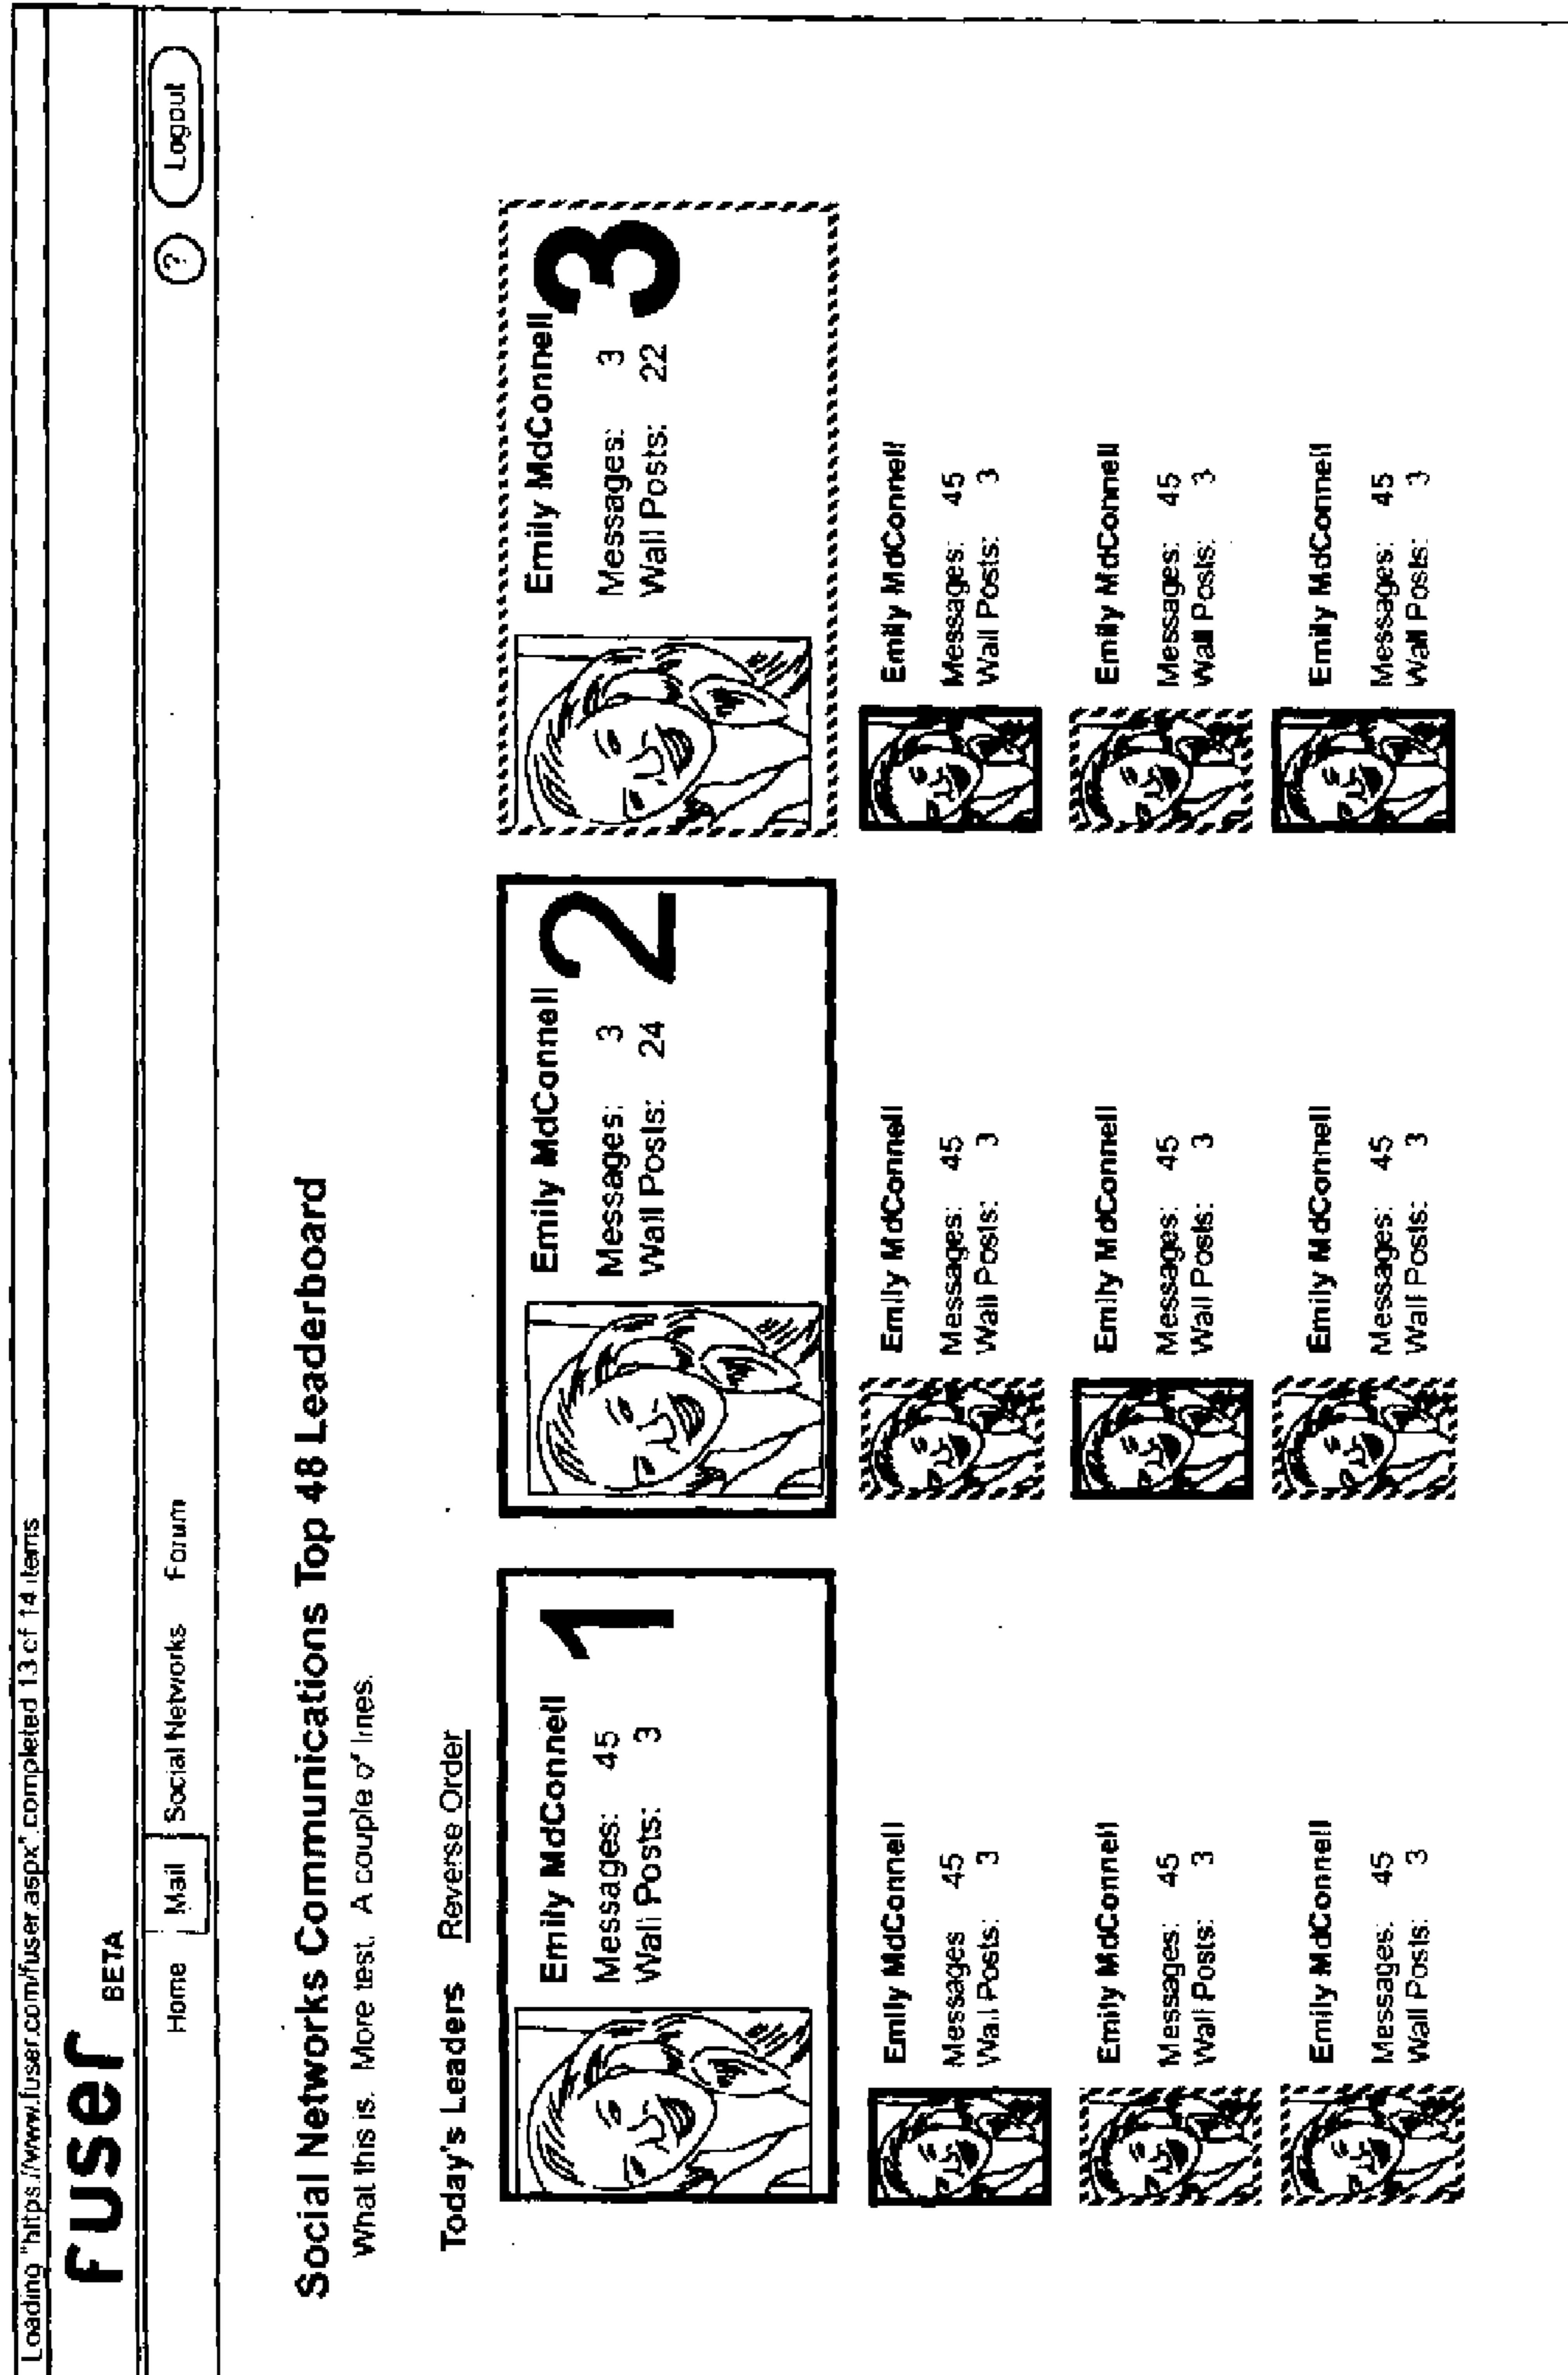 Loading "https://www.fuser.com/fuser.aspx", completed 13 of 14 items
fuser BETA
Home Mail Social Networks Forum ? Logout
Social Networks Communications Top 48 Leaderboard
What this is. More test. A couple o' lines.
Today's Leaders Reverse Order
Emily MdConnell 1
Messages: 45
Wall Posts: 3
Emily MdConnell 2
Messages: 3
Wall Posts: 24
Emily MdConnell 3
Messages: 3
Wall Posts: 22
Emily MdConnell
Messages 45
Wall Posts: 3
Emily MdConnell
Messages: 45
Wall Posts: 3
Emily MdConnell
Messages: 45
Wall Posts: 3
Emily MdConnell
Messages: 45
Wall Posts: 3
Emily MdConnell
Messages: 45
Wall Posts: 3
Emily MdConnell
Messages: 45
Wall Posts: 3
Emily MdConnell
Messages: 45
Wall Posts: 3
Emily MdConnell
Messages: 45
Wall Posts: 3
Emily MdConnell
Messages: 45
Wall Posts: 3